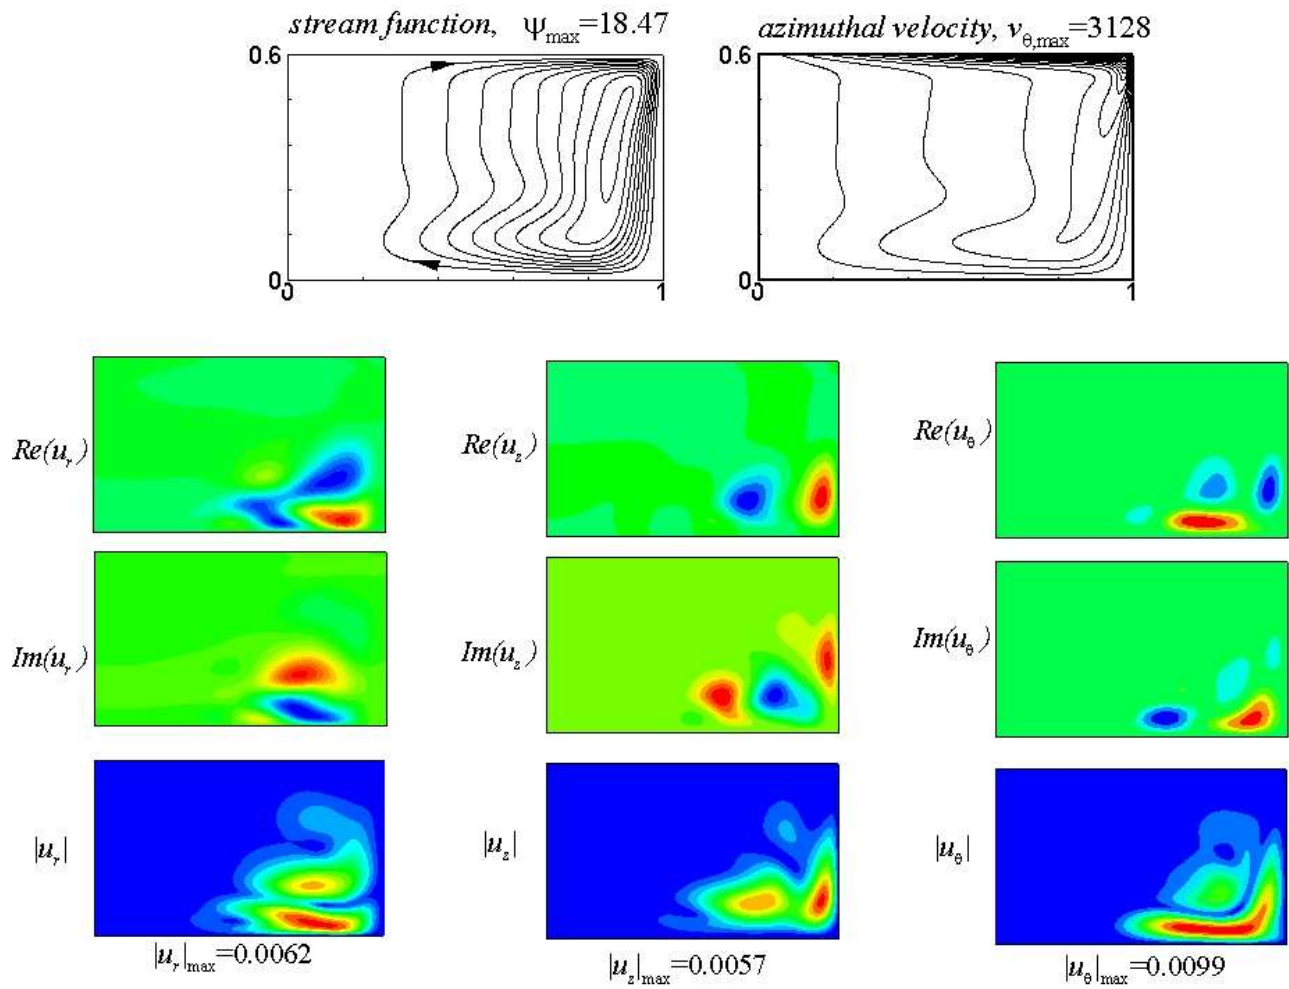 stream function, ψmax=18.47
azimuthal velocity, vθ,max=3128
0.6
0.6
0
0
0
1
0
1
Re(ur)
Re(uz)
Re(uθ)
Im(ur)
Im(uz)
Im(uθ)
|ur|
|uz|
|uθ|
|ur|max=0.0062
|uz|max=0.0057
|uθ|max=0.0099